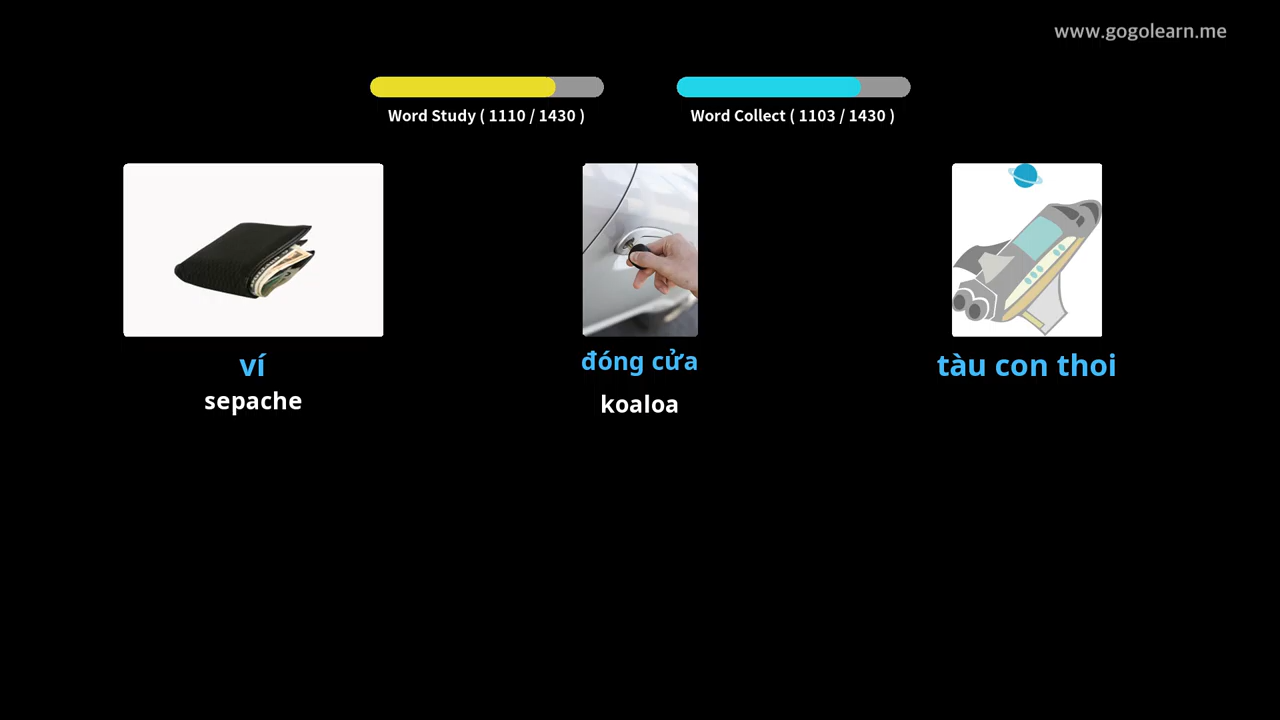 www.gogolearn.me
Word Study ( 1110 / 1430 )
Word Collect ( 1103 / 1430 )
ví
sepache
đóng cửa
koaloa
tàu con thoi